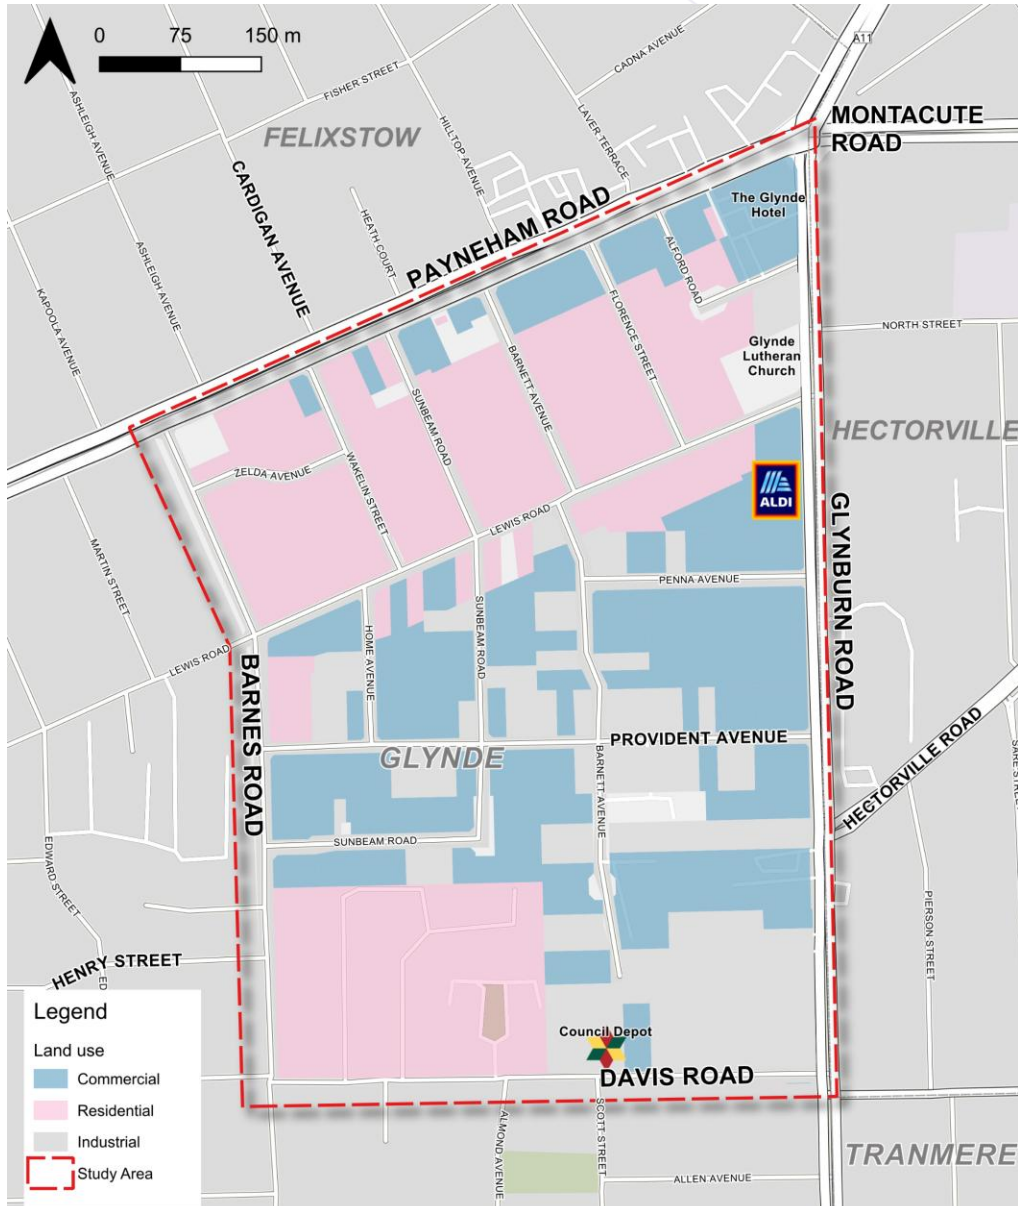 0 75 150 m
A11
CADNA AVENUE
FISHER STREET
ASHLEIGH AVENUE
FELIXSTOW
HILLTOP AVENUE
LAVER TERRACE
MONTACUTE
ROAD
CARDIGAN AVENUE
The Glynde
Hotel
HEATH COURT
PAYNEHAM ROAD
ASHLEIGH AVENUE
ALFORD ROAD
KAPOOLA AVENUE
FLORENCE STREET
NORTH STREET
Glynde
Lutheran
Church
BARNETT AVENUE
SUNBEAM ROAD
HECTORVILLE
ZELDA AVENUE
WAKELIN STREET
ALDI
LEWIS ROAD
GLYNBURN ROAD
MARTIN STREET
PENNA AVENUE
HOME AVENUE
SUNBEAM ROAD
LEWIS ROAD
BARNES ROAD
PROVIDENT AVENUE
GLYNDE
HECTORVILLE ROAD
SARE STREET
BARNETT AVENUE
SUNBEAM ROAD
EDWARD STREET
PIERSON STREET
HENRY STREET
ED
Legend
Land use
Commercial
Residential
Industrial
Study Area
Council Depot
DAVIS ROAD
ALMOND AVENUE
SCOTT STREET
TRANMERE
ALLEN AVENUE